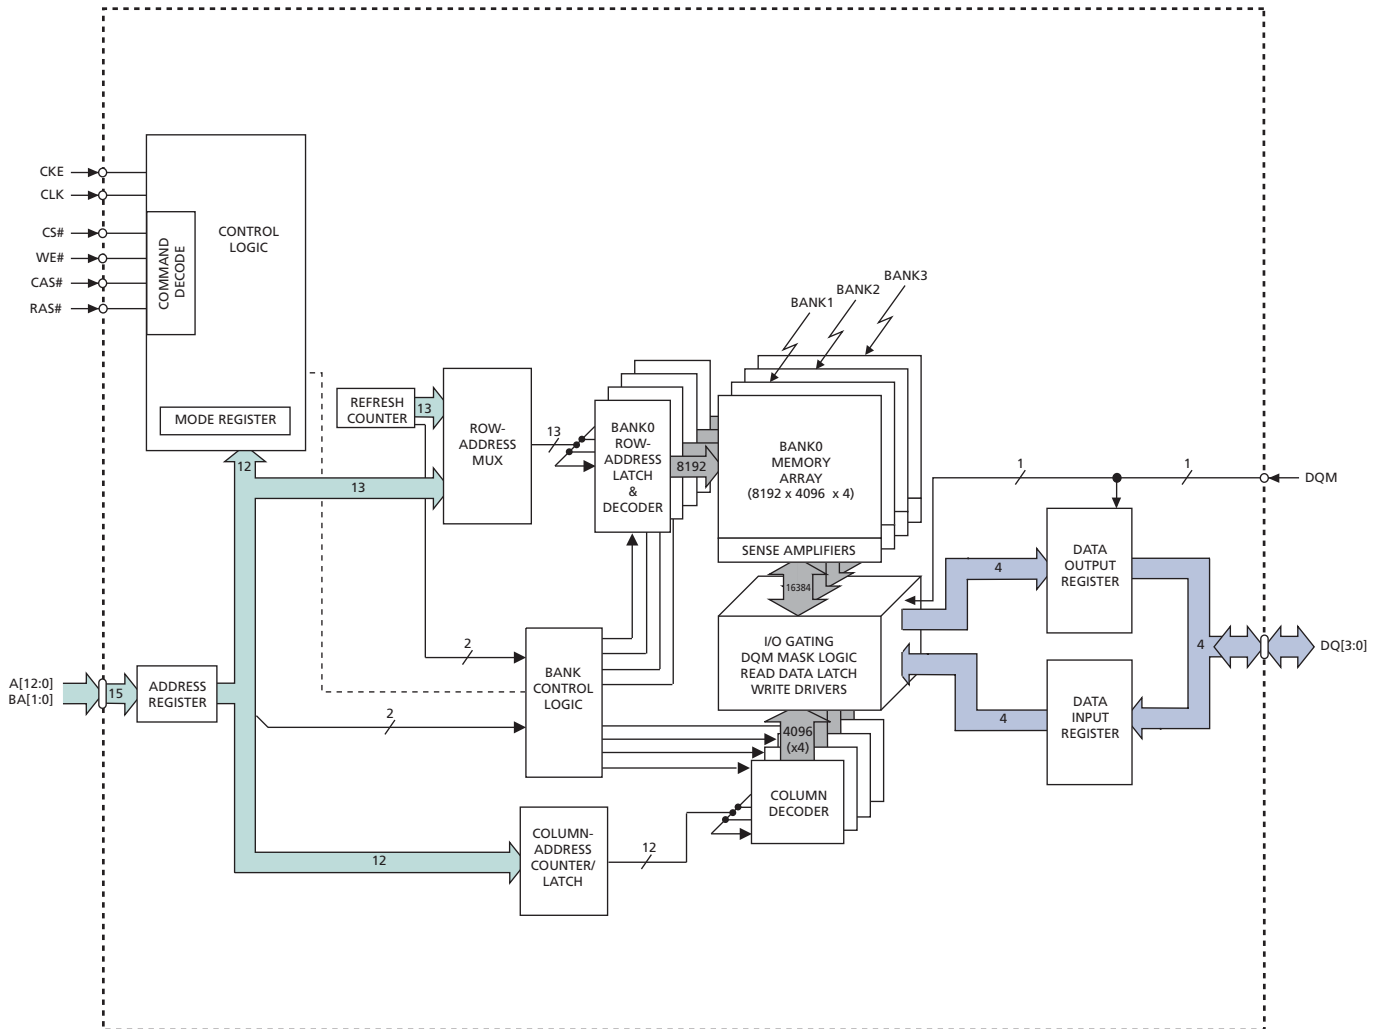 CKE
CLK
CS#
WE#
CAS#
RAS#
COMMAND
DECODE
CONTROL
LOGIC
MODE REGISTER
12
BANK1
BANK2
BANK3
REFRESH
COUNTER
13
13
ROW-
ADDRESS
MUX
13
BANK0
ROW-
ADDRESS
LATCH
&
DECODER
8192
BANK0
MEMORY
ARRAY
(8192 x 4096 x 4)
SENSE AMPLIFIERS
16384
1
1
DQM
DATA
OUTPUT
REGISTER
4
I/O GATING
DQM MASK LOGIC
READ DATA LATCH
WRITE DRIVERS
4
DQ[3:0]
4
DATA
INPUT
REGISTER
A[12:0]
BA[1:0]
15
ADDRESS
REGISTER
2
2
BANK
CONTROL
LOGIC
4096
(x4)
COLUMN
DECODER
12
COLUMN-
ADDRESS
COUNTER/
LATCH
12